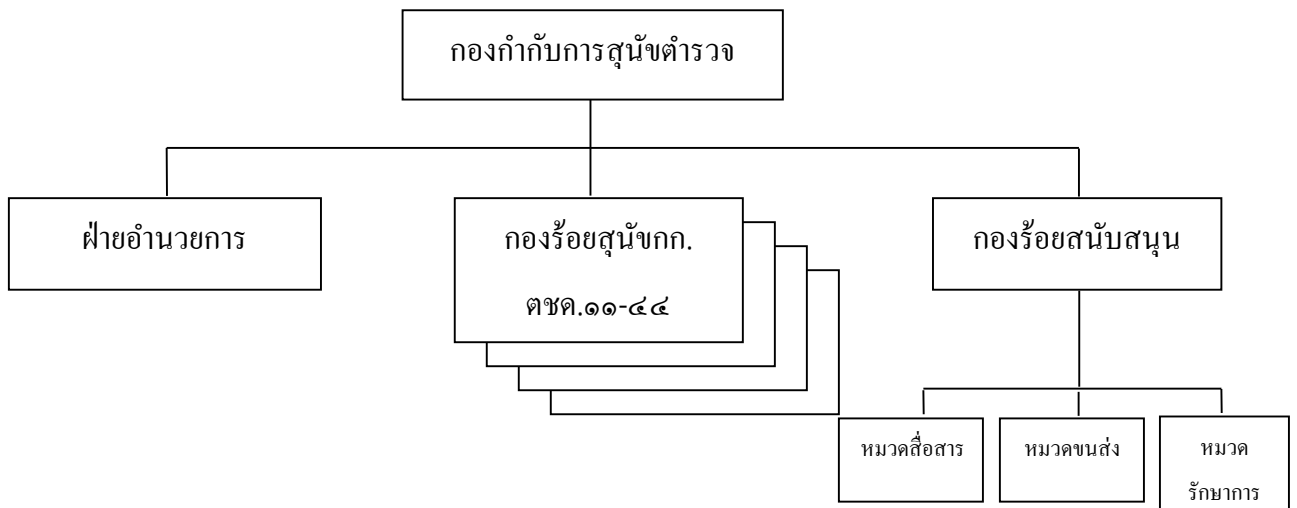 กองกำกับการสุนัขตำรวจ
ฝ่ายอำนวยการ
กองร้อยสุนัขกก.
ตชด.๑๑-๔๔
กองร้อยสนับสนุน
หมวดสื่อสาร
หมวดขนส่ง
หมวด
รักษาการ